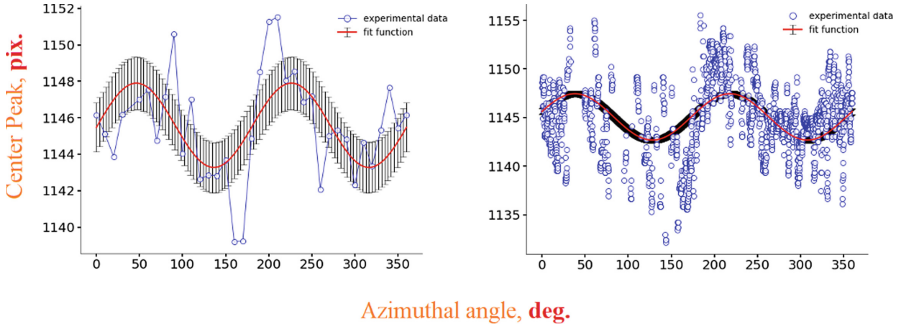 Center Peak, pix.
1152
1150
1148
1146
1144
1142
1140
0 50 100 150 200 250 300 350
experimental data
fit function
1155
1150
1145
1140
1135
0 50 100 150 200 250 300 350
experimental data
fit function
Azimuthal angle, deg.